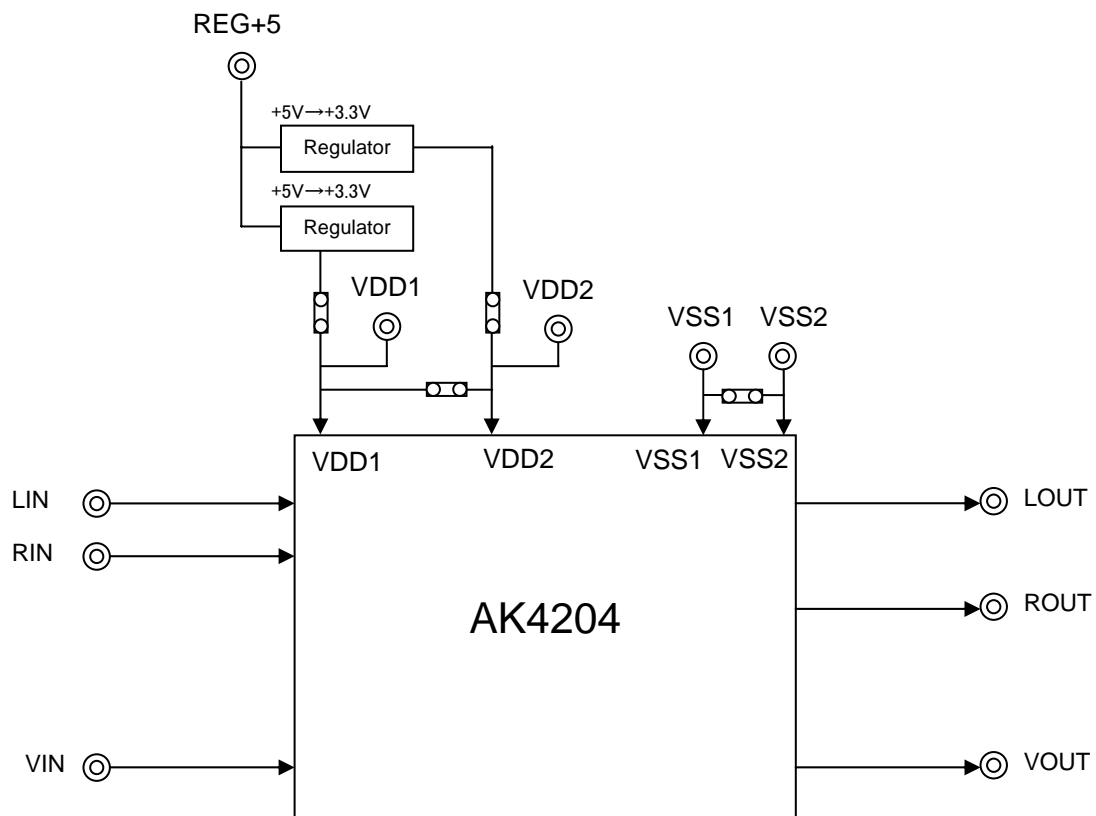 REG+5
+5V→+3.3V
Regulator
+5V→+3.3V
Regulator
VDD1
VDD2
VSS1
VSS2
VDD1
VDD2
VSS1
VSS2
LIN
LOUT
RIN
ROUT
AK4204
VIN
VOUT